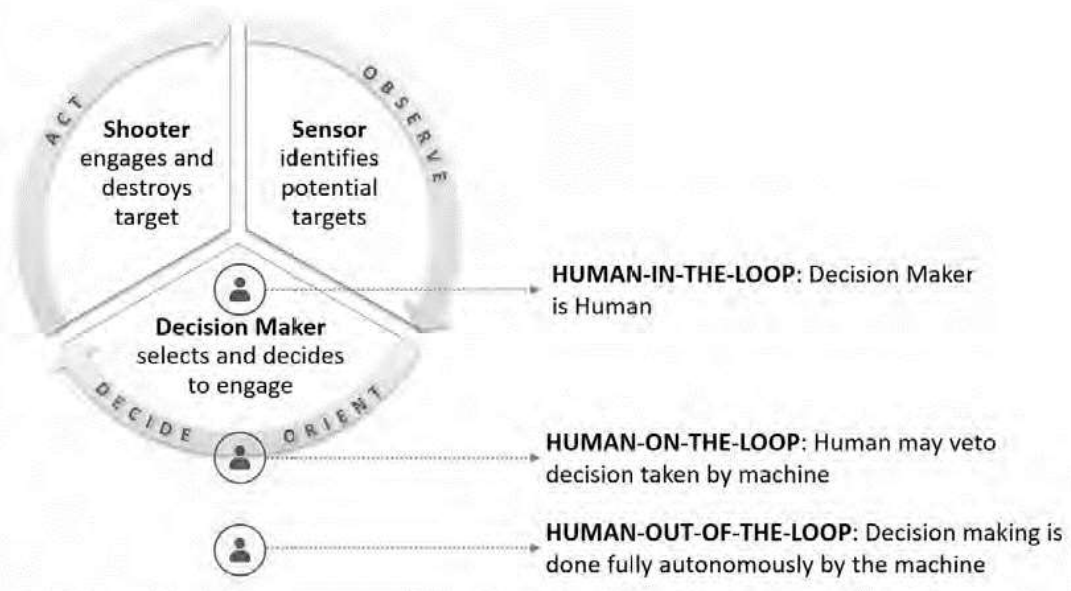 ACT
OBSERVE
Shooter
engages and
destroys
target
Sensor
identifies
potential
targets
Decision Maker
selects and decides
to engage
DECIDE
ORIENT
HUMAN-IN-THE-LOOP: Decision Maker
is Human
HUMAN-ON-THE-LOOP: Human may veto
decision taken by machine
HUMAN-OUT-OF-THE-LOOP: Decision making is
done fully autonomously by the machine